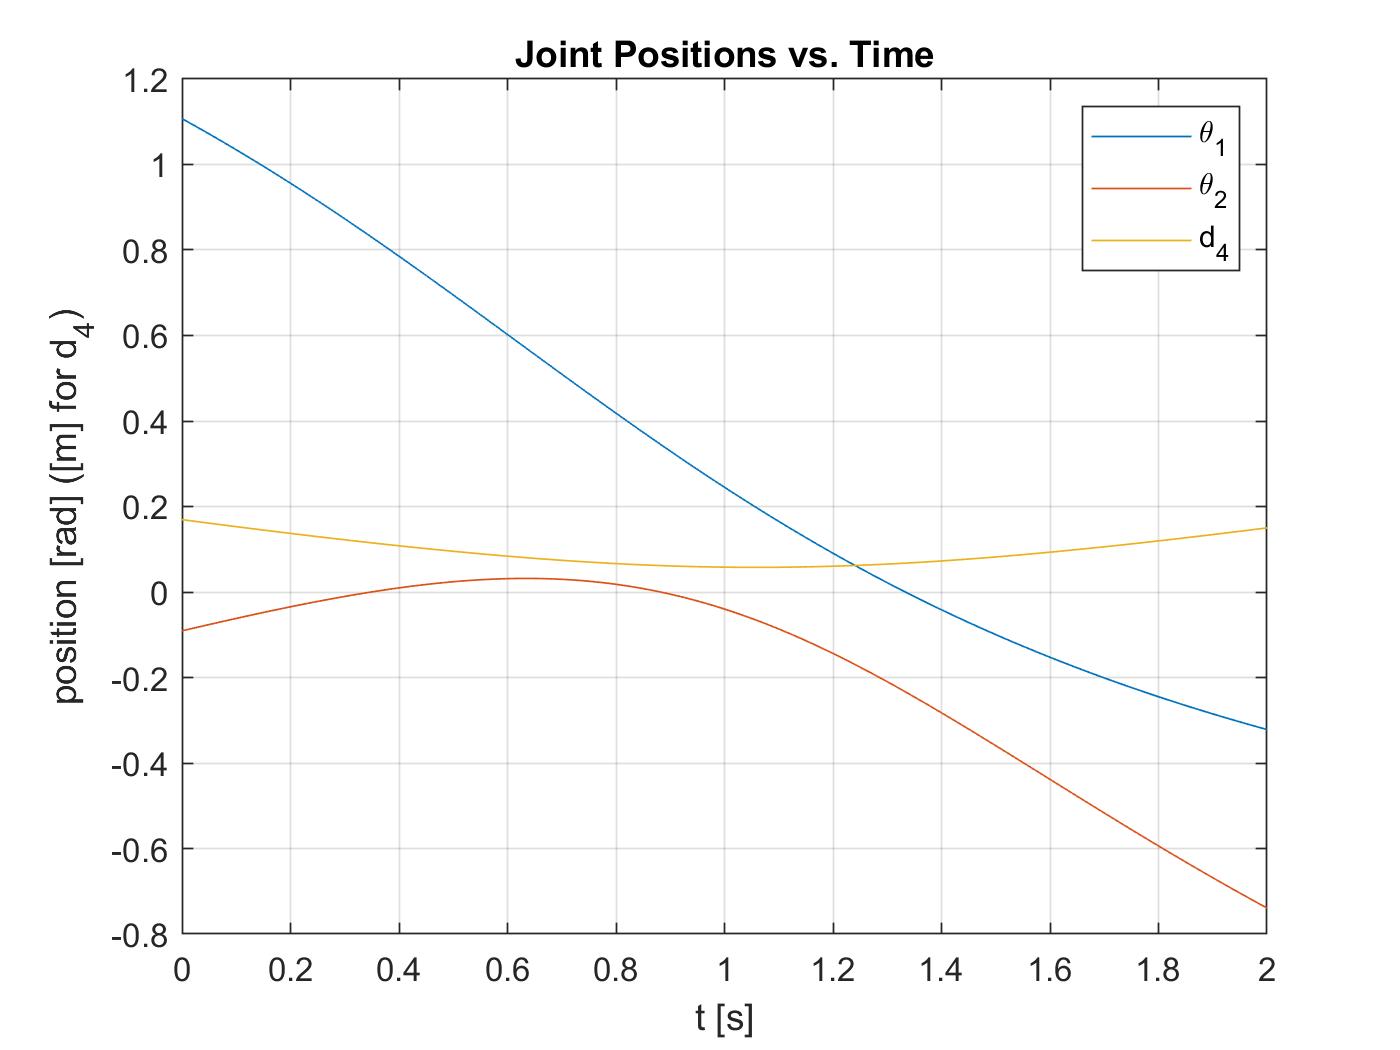 Joint Positions vs. Time
1.2
1
0.8
0.6
0.4
0.2
0
-0.2
-0.4
-0.6
-0.8
position [rad] ([m] for d₄)
θ₁
θ₂
d₄
0 0.2 0.4 0.6 0.8 1 1.2 1.4 1.6 1.8 2
t [s]